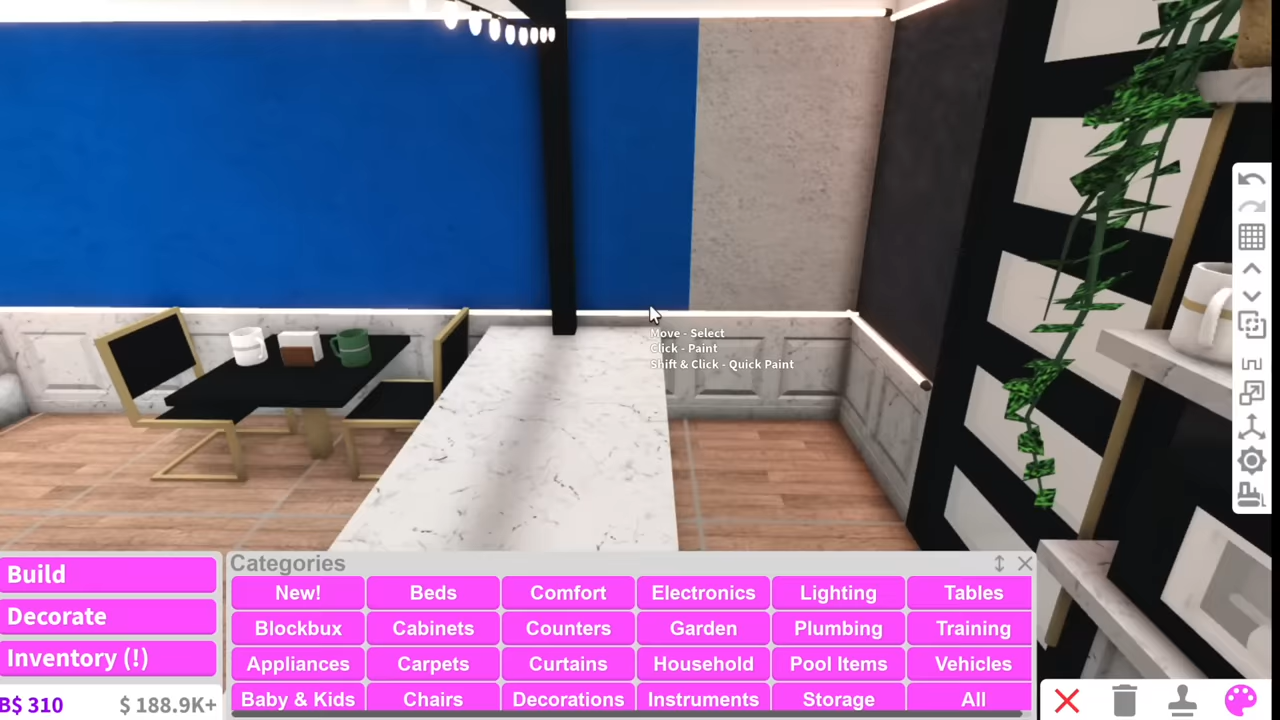 Move - Select
Click - Paint
Shift & Click - Quick Paint
Build
Decorate
Inventory (!)
B$ 310
$ 188.9K+
Categories
New!
Beds
Comfort
Electronics
Lighting
Tables
Blockbux
Cabinets
Counters
Garden
Plumbing
Training
Appliances
Carpets
Curtains
Household
Pool Items
Vehicles
Baby & Kids
Chairs
Decorations
Instruments
Storage
All